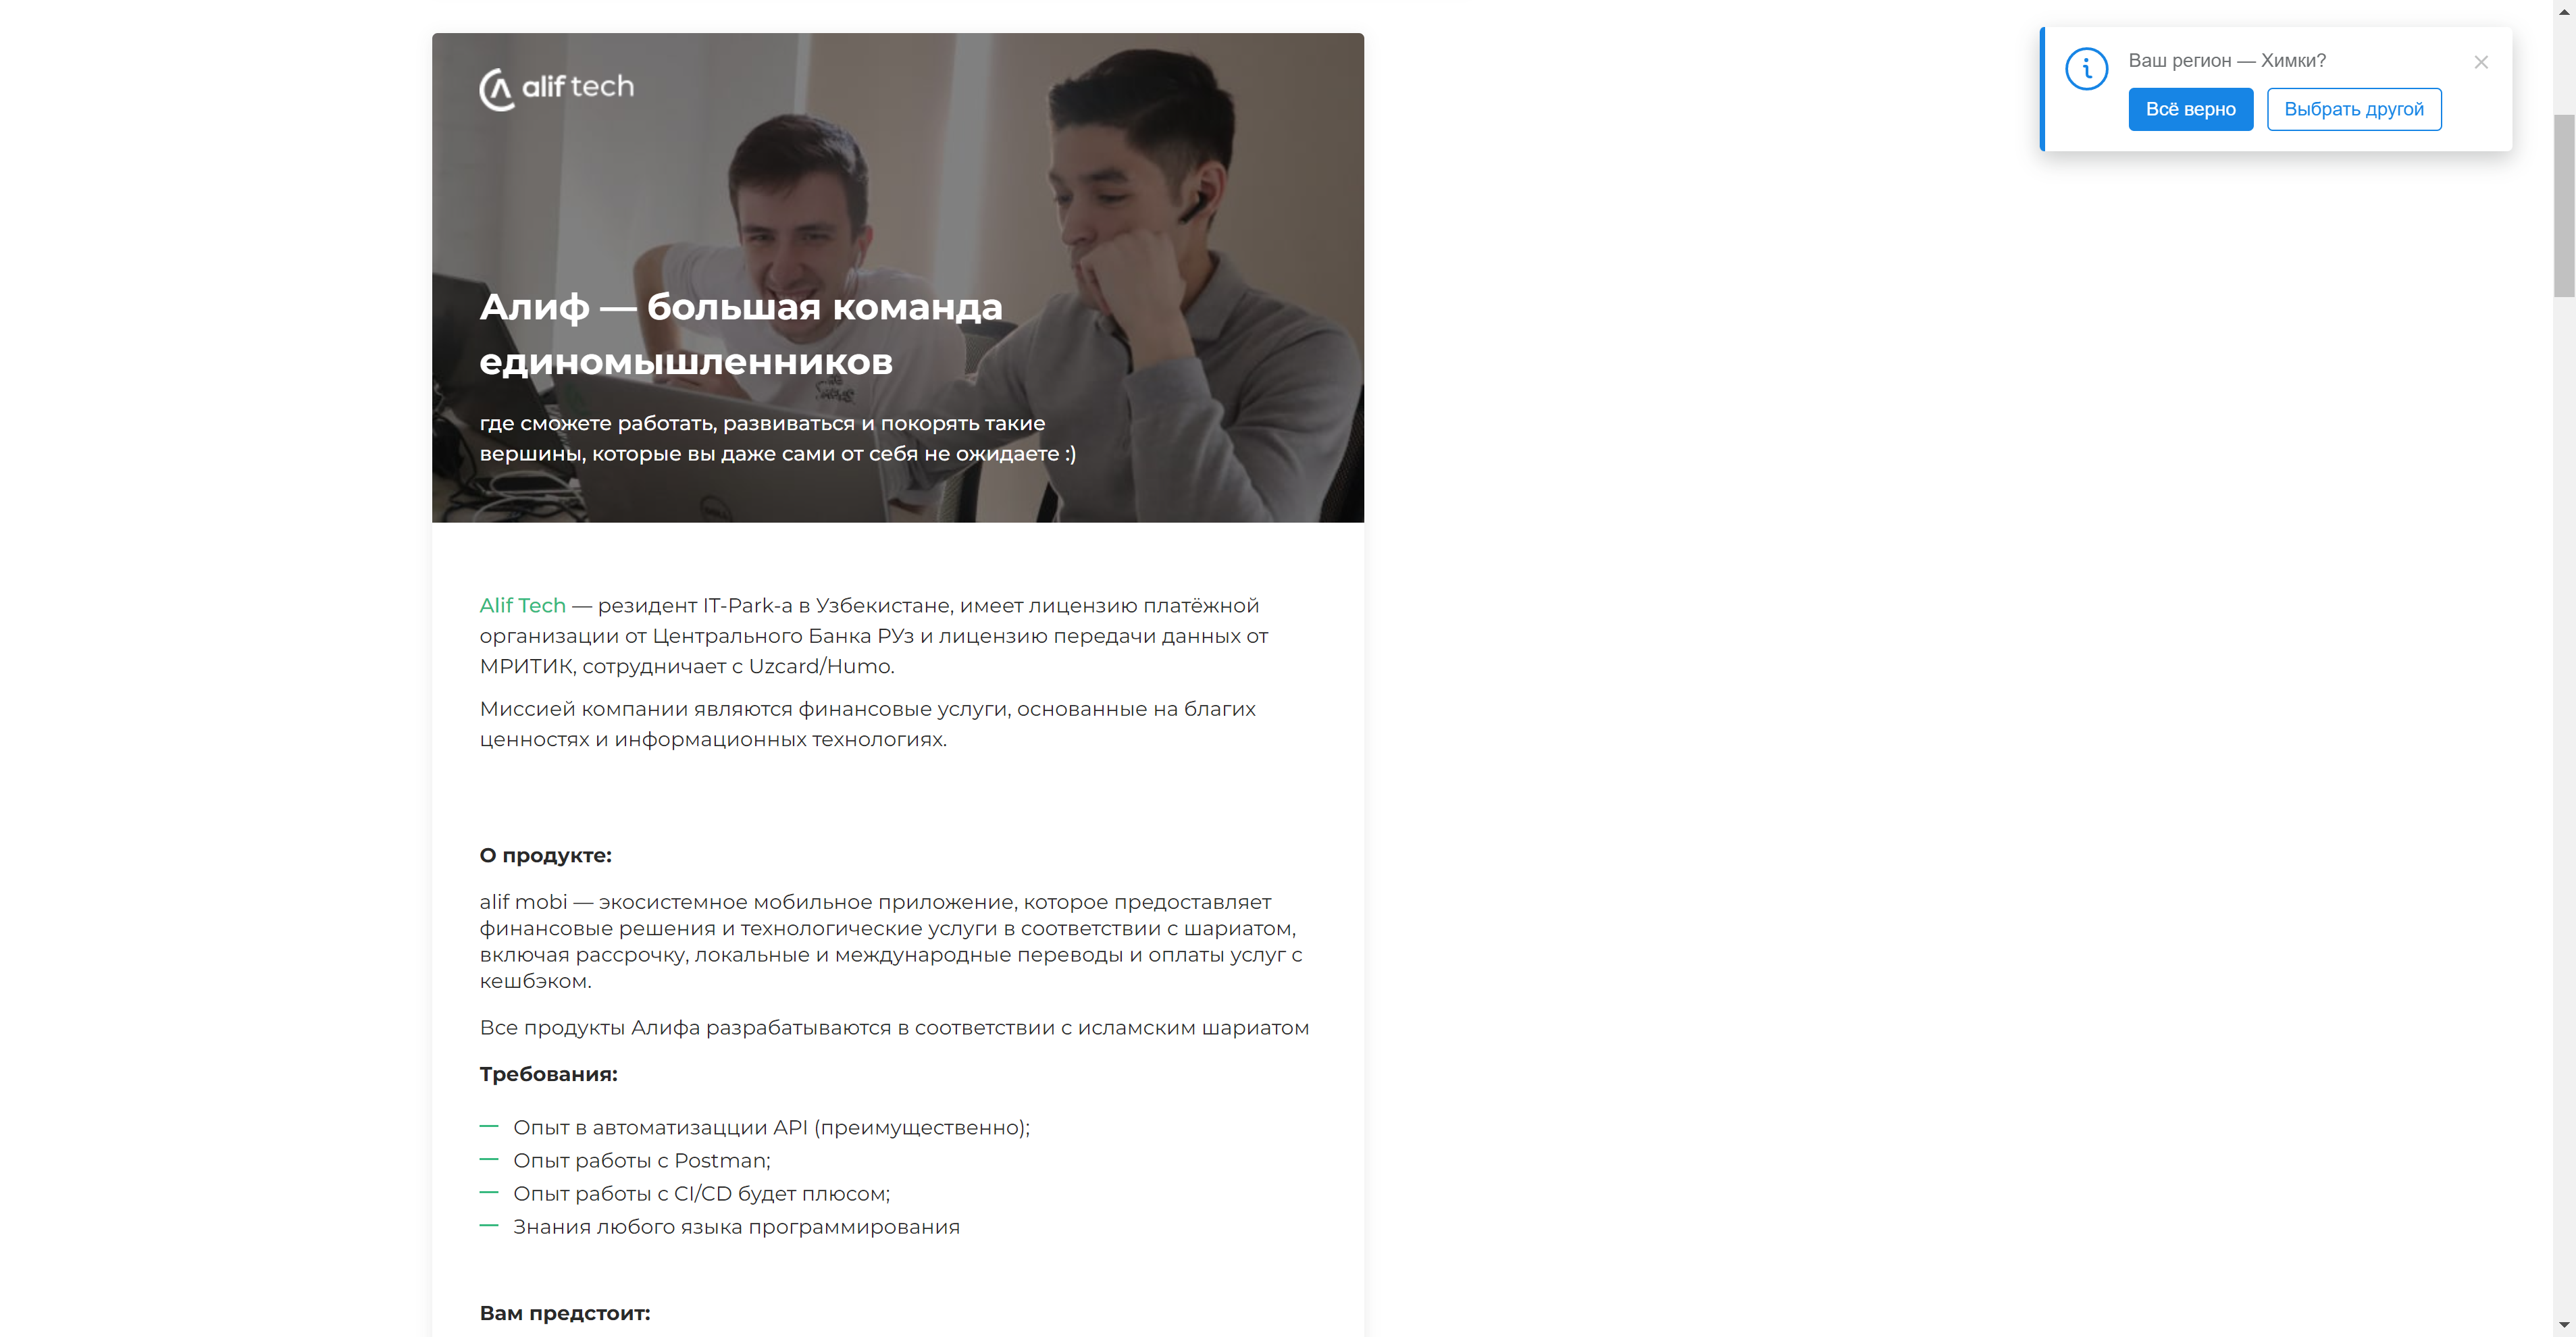 alif tech
Ваш регион — Химки?
Всё верно
Выбрать другой
Алиф — большая команда
единомышленников
где сможете работать, развиваться и покорять такие
вершины, которые вы даже сами от себя не ожидаете :)
Alif Tech — резидент IT-Park-а в Узбекистане, имеет лицензию платёжной
организации от Центрального Банка РУз и лицензию передачи данных от
МРИТИК, сотрудничает с Uzcard/Humo.
Миссией компании являются финансовые услуги, основанные на благих
ценностях и информационных технологиях.
О продукте:
alif mobi — экосистемное мобильное приложение, которое предоставляет
финансовые решения и технологические услуги в соответствии с шариатом,
включая рассрочку, локальные и международные переводы и оплаты услуг с
кешбэком.
Все продукты Алифа разрабатываются в соответствии с исламским шариатом
Требования:
— Опыт в автоматизацции API (преимущественно);
— Опыт работы с Postman;
— Опыт работы с CI/CD будет плюсом;
— Знания любого языка программирования
Вам предстоит: